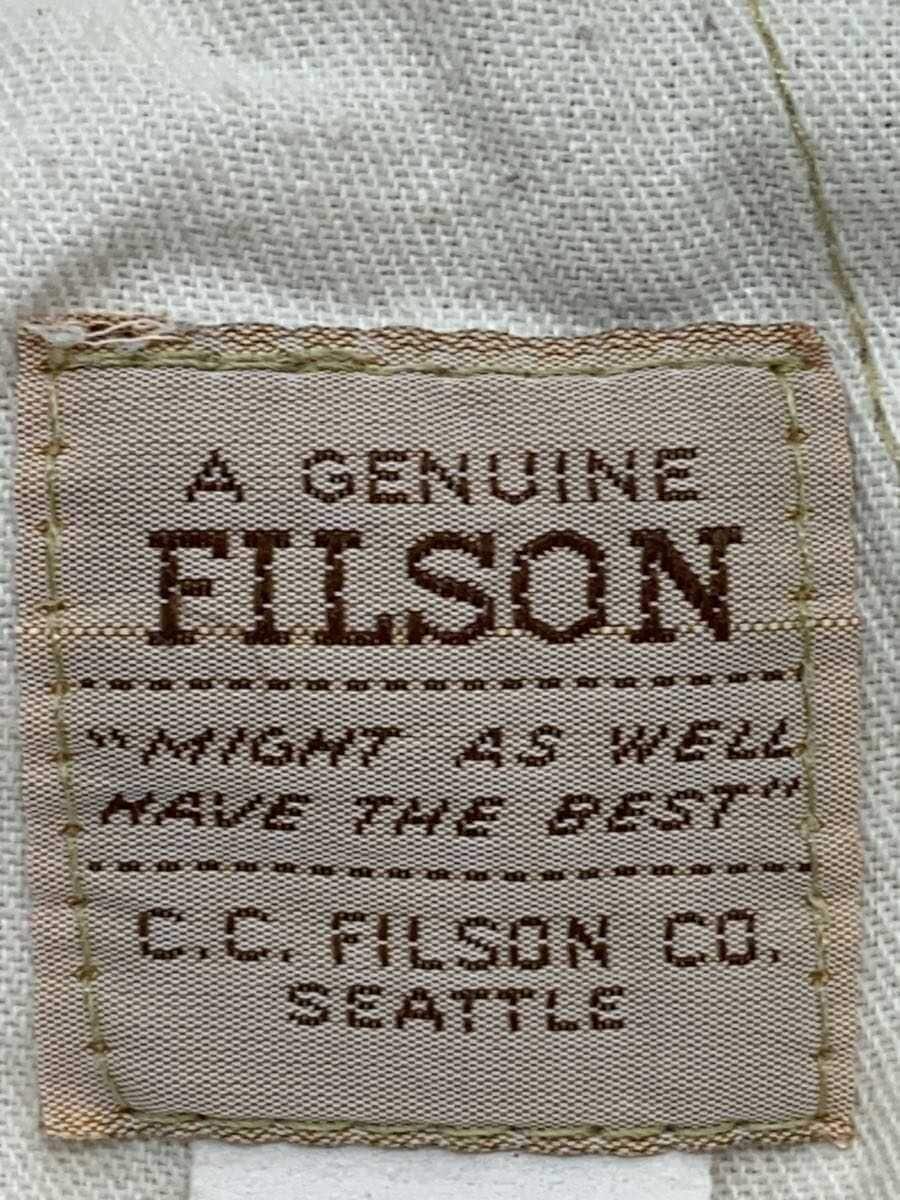 A GENUINE
FILSON
"MIGHT AS WELL
HAVE THE BEST"
C.C. FILSON CO.
SEATTLE